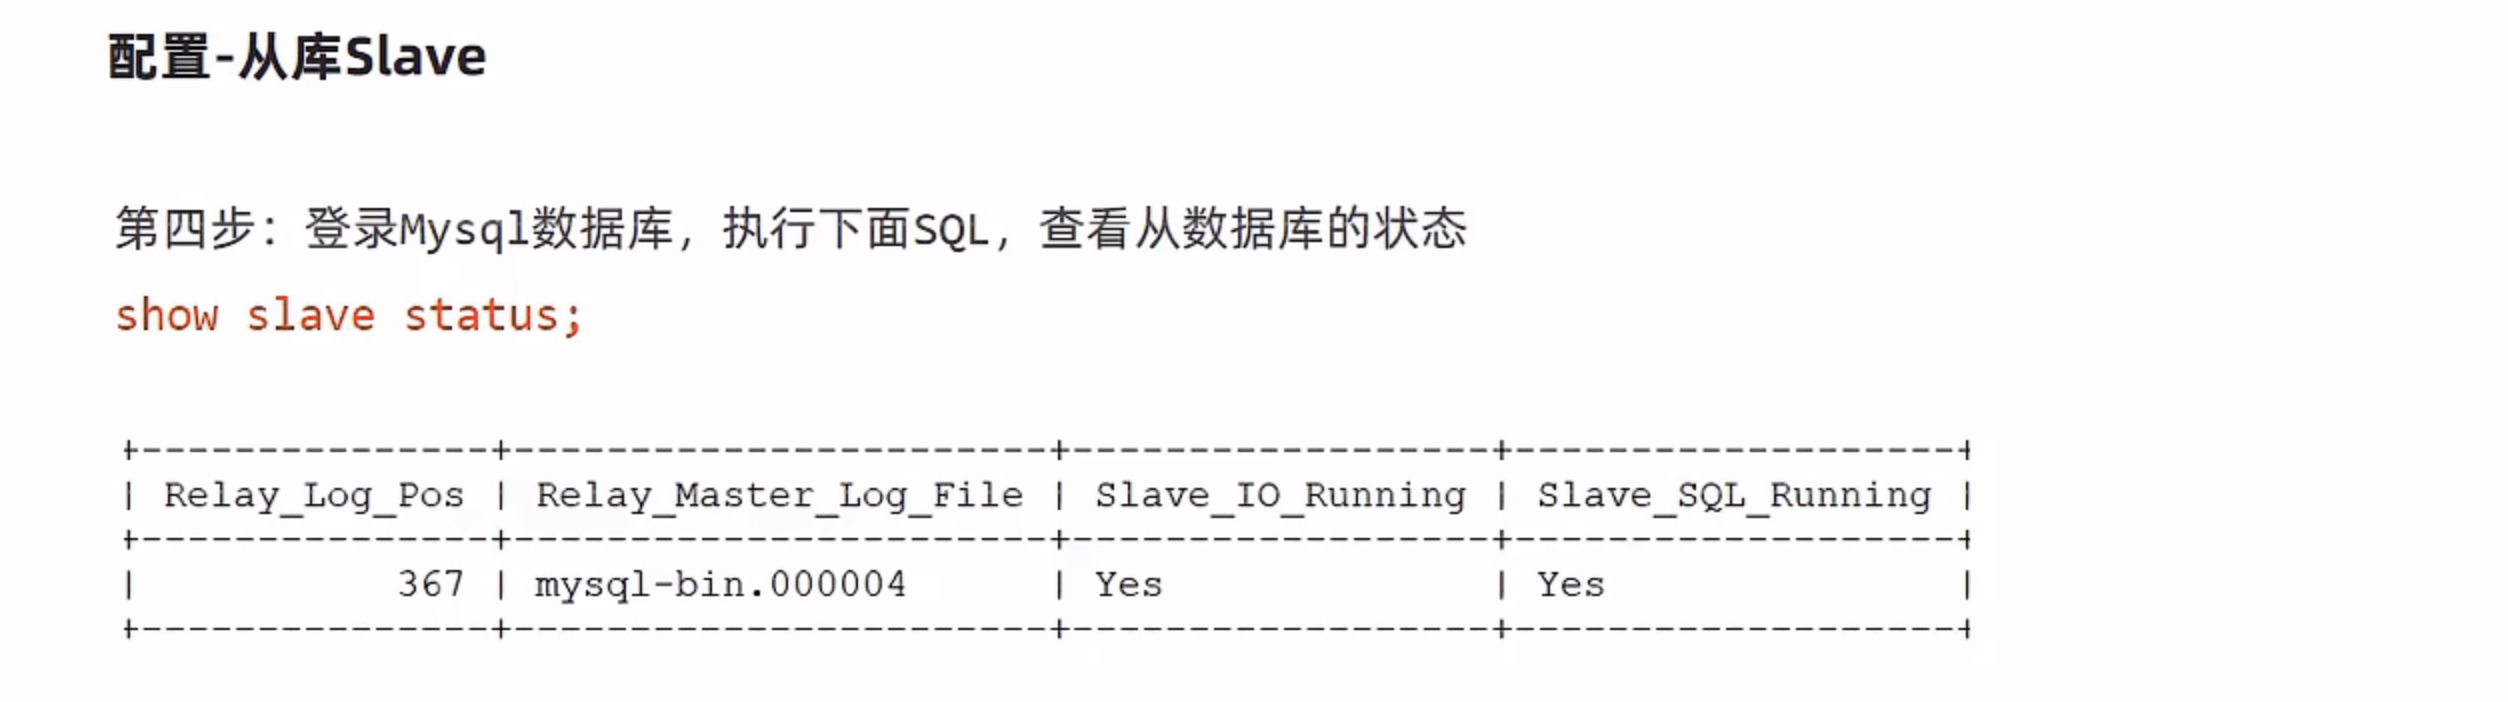 配置-从库Slave
第四步：登录Mysql数据库，执行下面SQL，查看从数据库的状态
show slave status;
+---------------+-----------------------+------------------+-------------------+
| Relay_Log_Pos | Relay_Master_Log_File | Slave_IO_Running | Slave_SQL_Running |
+---------------+-----------------------+------------------+-------------------+
|           367 | mysql-bin.000004      | Yes              | Yes               |
+---------------+-----------------------+------------------+-------------------+